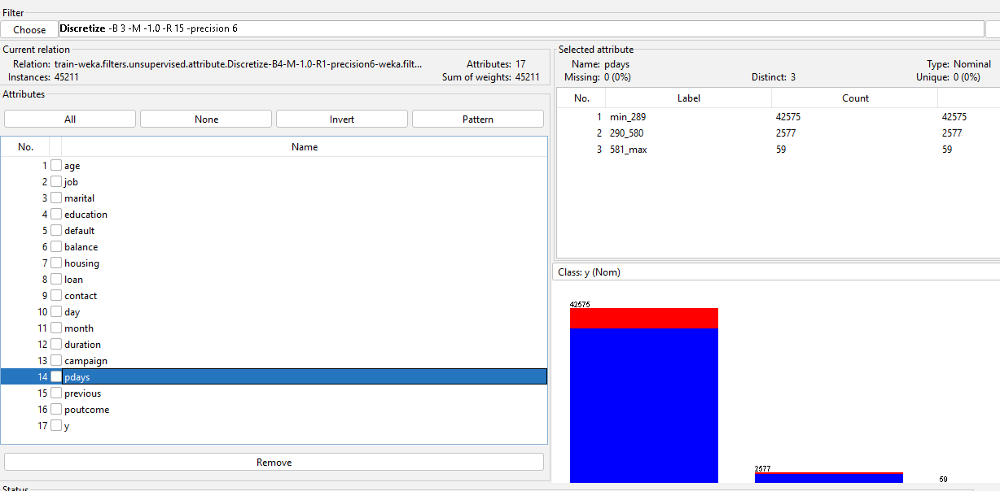 Filter
Choose Discretize -B 3 -M -1.0 -R 15 -precision 6
Current relation
Relation: train-weka.filters.unsupervised.attribute.Discretize-B4-M-1.0-R1-precision6-weka.filt... Attributes: 17
Instances: 45211 Sum of weights: 45211
Attributes
All None Invert Pattern
No. Name
1 age
2 job
3 marital
4 education
5 default
6 balance
7 housing
8 loan
9 contact
10 day
11 month
12 duration
13 campaign
14 pdays
15 previous
16 poutcome
17 y
Remove
Status
Selected attribute
Name: pdays Type: Nominal
Missing: 0 (0%) Distinct: 3 Unique: 0 (0%)
No. Label Count
1 min_289 42575 42575
2 290_580 2577 2577
3 581_max 59 59
Class: y (Nom)
42575
2577
59